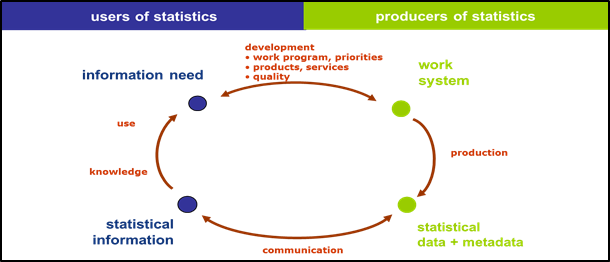 users of statistics
producers of statistics
development
• work program, priorities
• products, services
• quality
information need
work
system
use
knowledge
production
statistical
information
communication
statistical
data + metadata